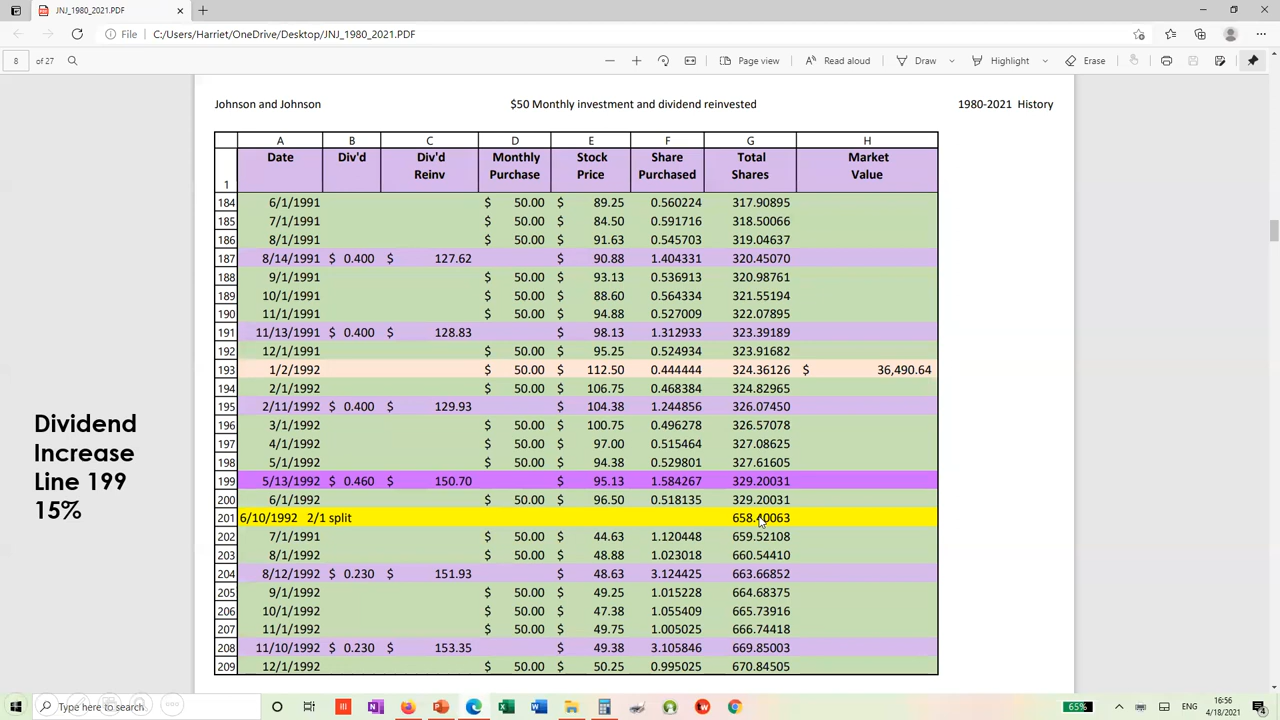 JNJ_1980_2021.PDF
File C:/Users/Harriet/OneDrive/Desktop/JNJ_1980_2021.PDF
8 of 27 Page view Read aloud Draw Highlight Erase
Johnson and Johnson $50 Monthly investment and dividend reinvested 1980-2021 History
A B C D E F G H
Date Div'd Div'd Monthly Stock Share Total Market
Reinv Purchase Price Purchased Shares Value
1
184 6/1/1991 $ 50.00 $ 89.25 0.560224 317.90895
185 7/1/1991 $ 50.00 $ 84.50 0.591716 318.50066
186 8/1/1991 $ 50.00 $ 91.63 0.545703 319.04637
187 8/14/1991 $ 0.400 $ 127.62 $ 90.88 1.404331 320.45070
188 9/1/1991 $ 50.00 $ 93.13 0.536913 320.98761
189 10/1/1991 $ 50.00 $ 88.60 0.564334 321.55194
190 11/1/1991 $ 50.00 $ 94.88 0.527009 322.07895
191 11/13/1991 $ 0.400 $ 128.83 $ 98.13 1.312933 323.39189
192 12/1/1991 $ 50.00 $ 95.25 0.524934 323.91682
193 1/2/1992 $ 50.00 $ 112.50 0.444444 324.36126 $ 36,490.64
194 2/1/1992 $ 50.00 $ 106.75 0.468384 324.82965
195 2/11/1992 $ 0.400 $ 129.93 $ 104.38 1.244856 326.07450
196 3/1/1992 $ 50.00 $ 100.75 0.496278 326.57078
197 4/1/1992 $ 50.00 $ 97.00 0.515464 327.08625
198 5/1/1992 $ 50.00 $ 94.38 0.529801 327.61605
199 5/13/1992 $ 0.460 $ 150.70 $ 95.13 1.584267 329.20031
200 6/1/1992 $ 50.00 $ 96.50 0.518135 329.20031
201 6/10/1992 2/1 split 658.40063
202 7/1/1991 $ 50.00 $ 44.63 1.120448 659.52108
203 8/1/1992 $ 50.00 $ 48.88 1.023018 660.54410
204 8/12/1992 $ 0.230 $ 151.93 $ 48.63 3.124425 663.66852
205 9/1/1992 $ 50.00 $ 49.25 1.015228 664.68375
206 10/1/1992 $ 50.00 $ 47.38 1.055409 665.73916
207 11/1/1992 $ 50.00 $ 49.75 1.005025 666.74418
208 11/10/1992 $ 0.230 $ 153.35 $ 49.38 3.105846 669.85003
209 12/1/1992 $ 50.00 $ 50.25 0.995025 670.84505
Dividend
Increase
Line 199
15%
Type here to search 65% ENG 16:56
4/18/2021